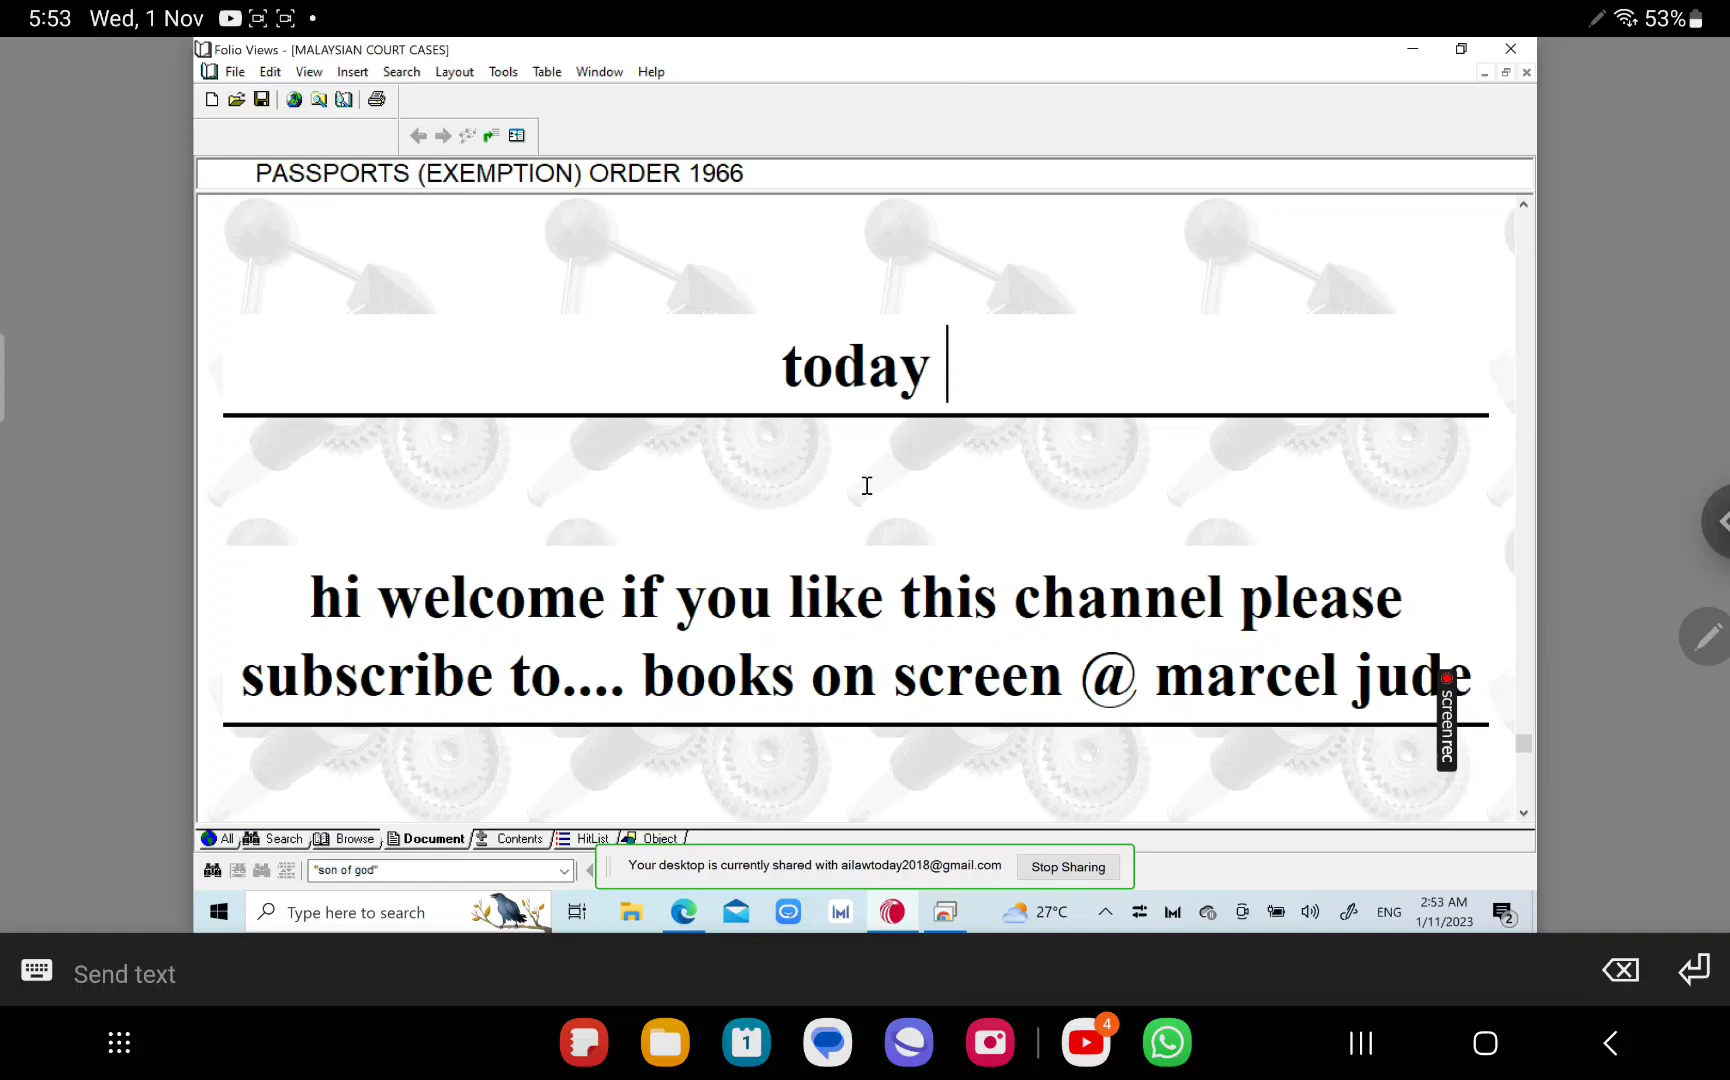 5:53 Wed, 1 Nov
53%
Folio Views - [MALAYSIAN COURT CASES]
File Edit View Insert Search Layout Tools Table Window Help
PASSPORTS (EXEMPTION) ORDER 1966
today
hi welcome if you like this channel please
subscribe to.... books on screen @ marcel jude
screenrec
All Search Browse Document Contents HitList Object
"son of god"
Your desktop is currently shared with ailawtoday2018@gmail.com Stop Sharing
Type here to search
27°C
ENG
2:53 AM
1/11/2023
2
Send text
1
4